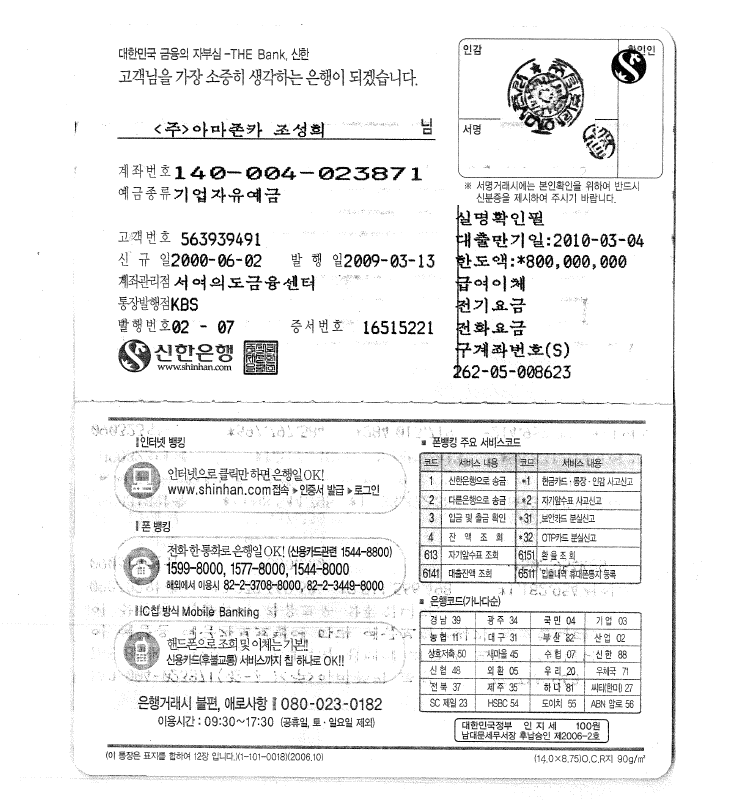 대한민국 금융의 자부심 -THE Bank, 신한
고객님을 가장 소중히 생각하는 은행이 되겠습니다.
<주>아마존카 조성희 님
계좌번호 140-004-023871
예금종류 기업자유예금
고객번호 563939491
신 규 일 2000-06-02 발 행 일 2009-03-13
계좌관리점 서여의도금융센터
통장발행점 KBS
발행번호 02 - 07 증서번호 16515221
신한은행
www.shinhan.com
인감
확인인
서명
※ 서명거래시에는 본인확인을 위하여 반드시
신분증을 제시하여 주시기 바랍니다.
실명확인필
대출만기일:2010-03-04
한도액:*800,000,000
급여이체
전기요금
전화요금
구계좌번호(S)
262-05-008623
인터넷 뱅킹
인터넷으로 클릭만 하면 은행일 OK!
www.shinhan.com 접속 ▸ 인증서 발급 ▸ 로그인
폰 뱅킹
전화 한 통화로 은행일 OK! (신용카드관련 1544-8800)
1599-8000, 1577-8000, 1544-8000
해외에서 이용시 82-2-3708-8000, 82-2-3449-8000
IC칩 방식 Mobile Banking
핸드폰으로 조회 및 이체는 기본!!
신용카드(후불교통) 서비스까지 칩 하나로 OK!!
은행거래시 불편, 애로사항 080-023-0182
이용시간 : 09:30~17:30 (공휴일, 토·일요일 제외)
■ 폰뱅킹 주요 서비스코드
코드 서비스 내용 코드 서비스 내용
1 신한은행으로 송금 *1 현금카드·통장·인감 사고신고
2 다른은행으로 송금 *2 자기앞수표 사고신고
3 입금 및 출금 확인 *31 보안카드 분실신고
4 잔 액 조 회 *32 OTP카드 분실신고
613 자기앞수표 조회 6151 환 율 조 회
6141 대출잔액 조회 6511 입출내역 휴대폰통지 등록
■ 은행코드(가나다순)
경 남 39 광 주 34 국 민 04 기 업 03
농 협 11 대 구 31 부 산 32 산 업 02
상호저축 50 새마을 45 수 협 07 신 한 88
신 협 48 외 환 05 우 리 20 우체국 71
전 북 37 제 주 35 하 나 81 씨티(한미) 27
SC 제일 23 HSBC 54 도이치 55 ABN 암로 56
대한민국정부 인 지 세 100원
남대문세무서장 후납승인 제2006-2호
(이 통장은 표지를 합하여 12장 입니다.)(1-101-0018)(2006.10)
(14.0×8.75)O.C.R지 90g/㎡